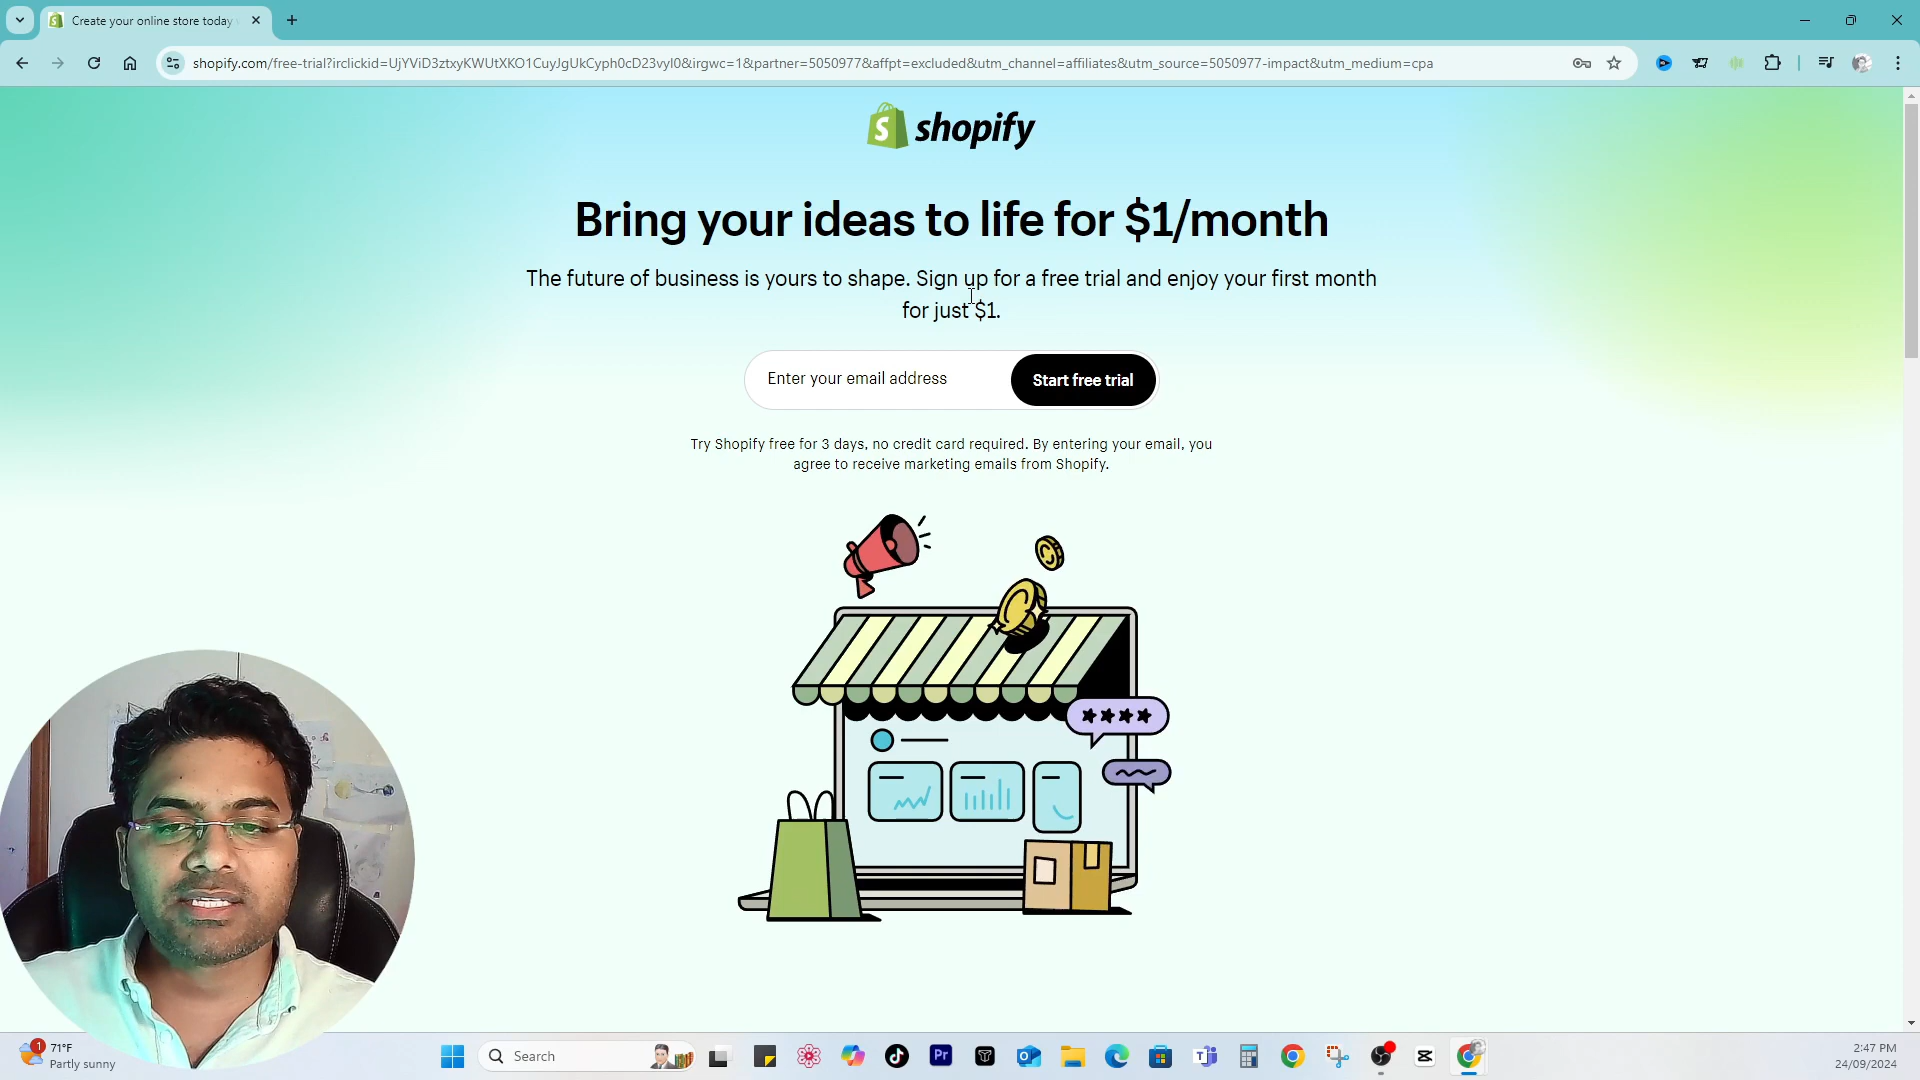 Create your online store today
shopify.com/free-trial?irclickid=UjYViD3ztxyKWUtXKO1CuyJgUkCyph0cD23vyI0&irgwc=1&partner=5050977&affpt=excluded&utm_channel=affiliates&utm_source=5050977-impact&utm_medium=cpa
shopify
Bring your ideas to life for $1/month
The future of business is yours to shape. Sign up for a free trial and enjoy your first month
for just $1.
Enter your email address
Start free trial
Try Shopify free for 3 days, no credit card required. By entering your email, you
agree to receive marketing emails from Shopify.
1
71°F
Partly sunny
Search
Pr
2:47 PM
24/09/2024